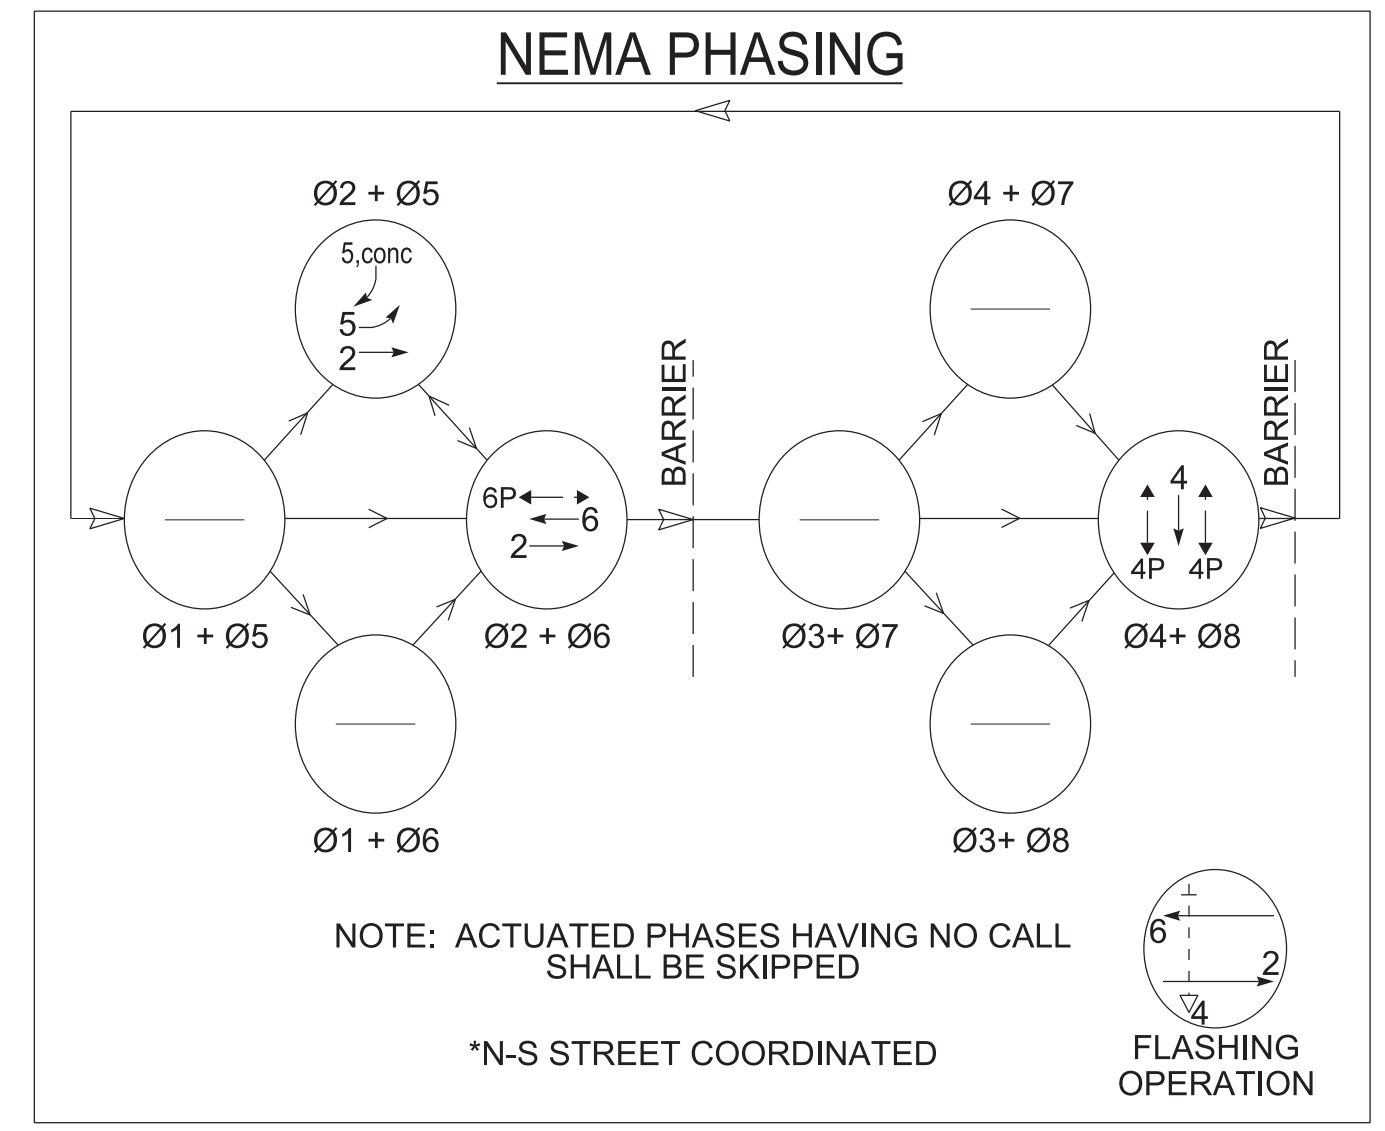 NEMA PHASING
Ø2 + Ø5
Ø4 + Ø7
5,conc
5
2
BARRIER
BARRIER
6P
6
2
4
4P 4P
Ø1 + Ø5
Ø2 + Ø6
Ø3+ Ø7
Ø4+ Ø8
Ø1 + Ø6
Ø3+ Ø8
NOTE: ACTUATED PHASES HAVING NO CALL
SHALL BE SKIPPED
6
2
4
*N-S STREET COORDINATED
FLASHING
OPERATION